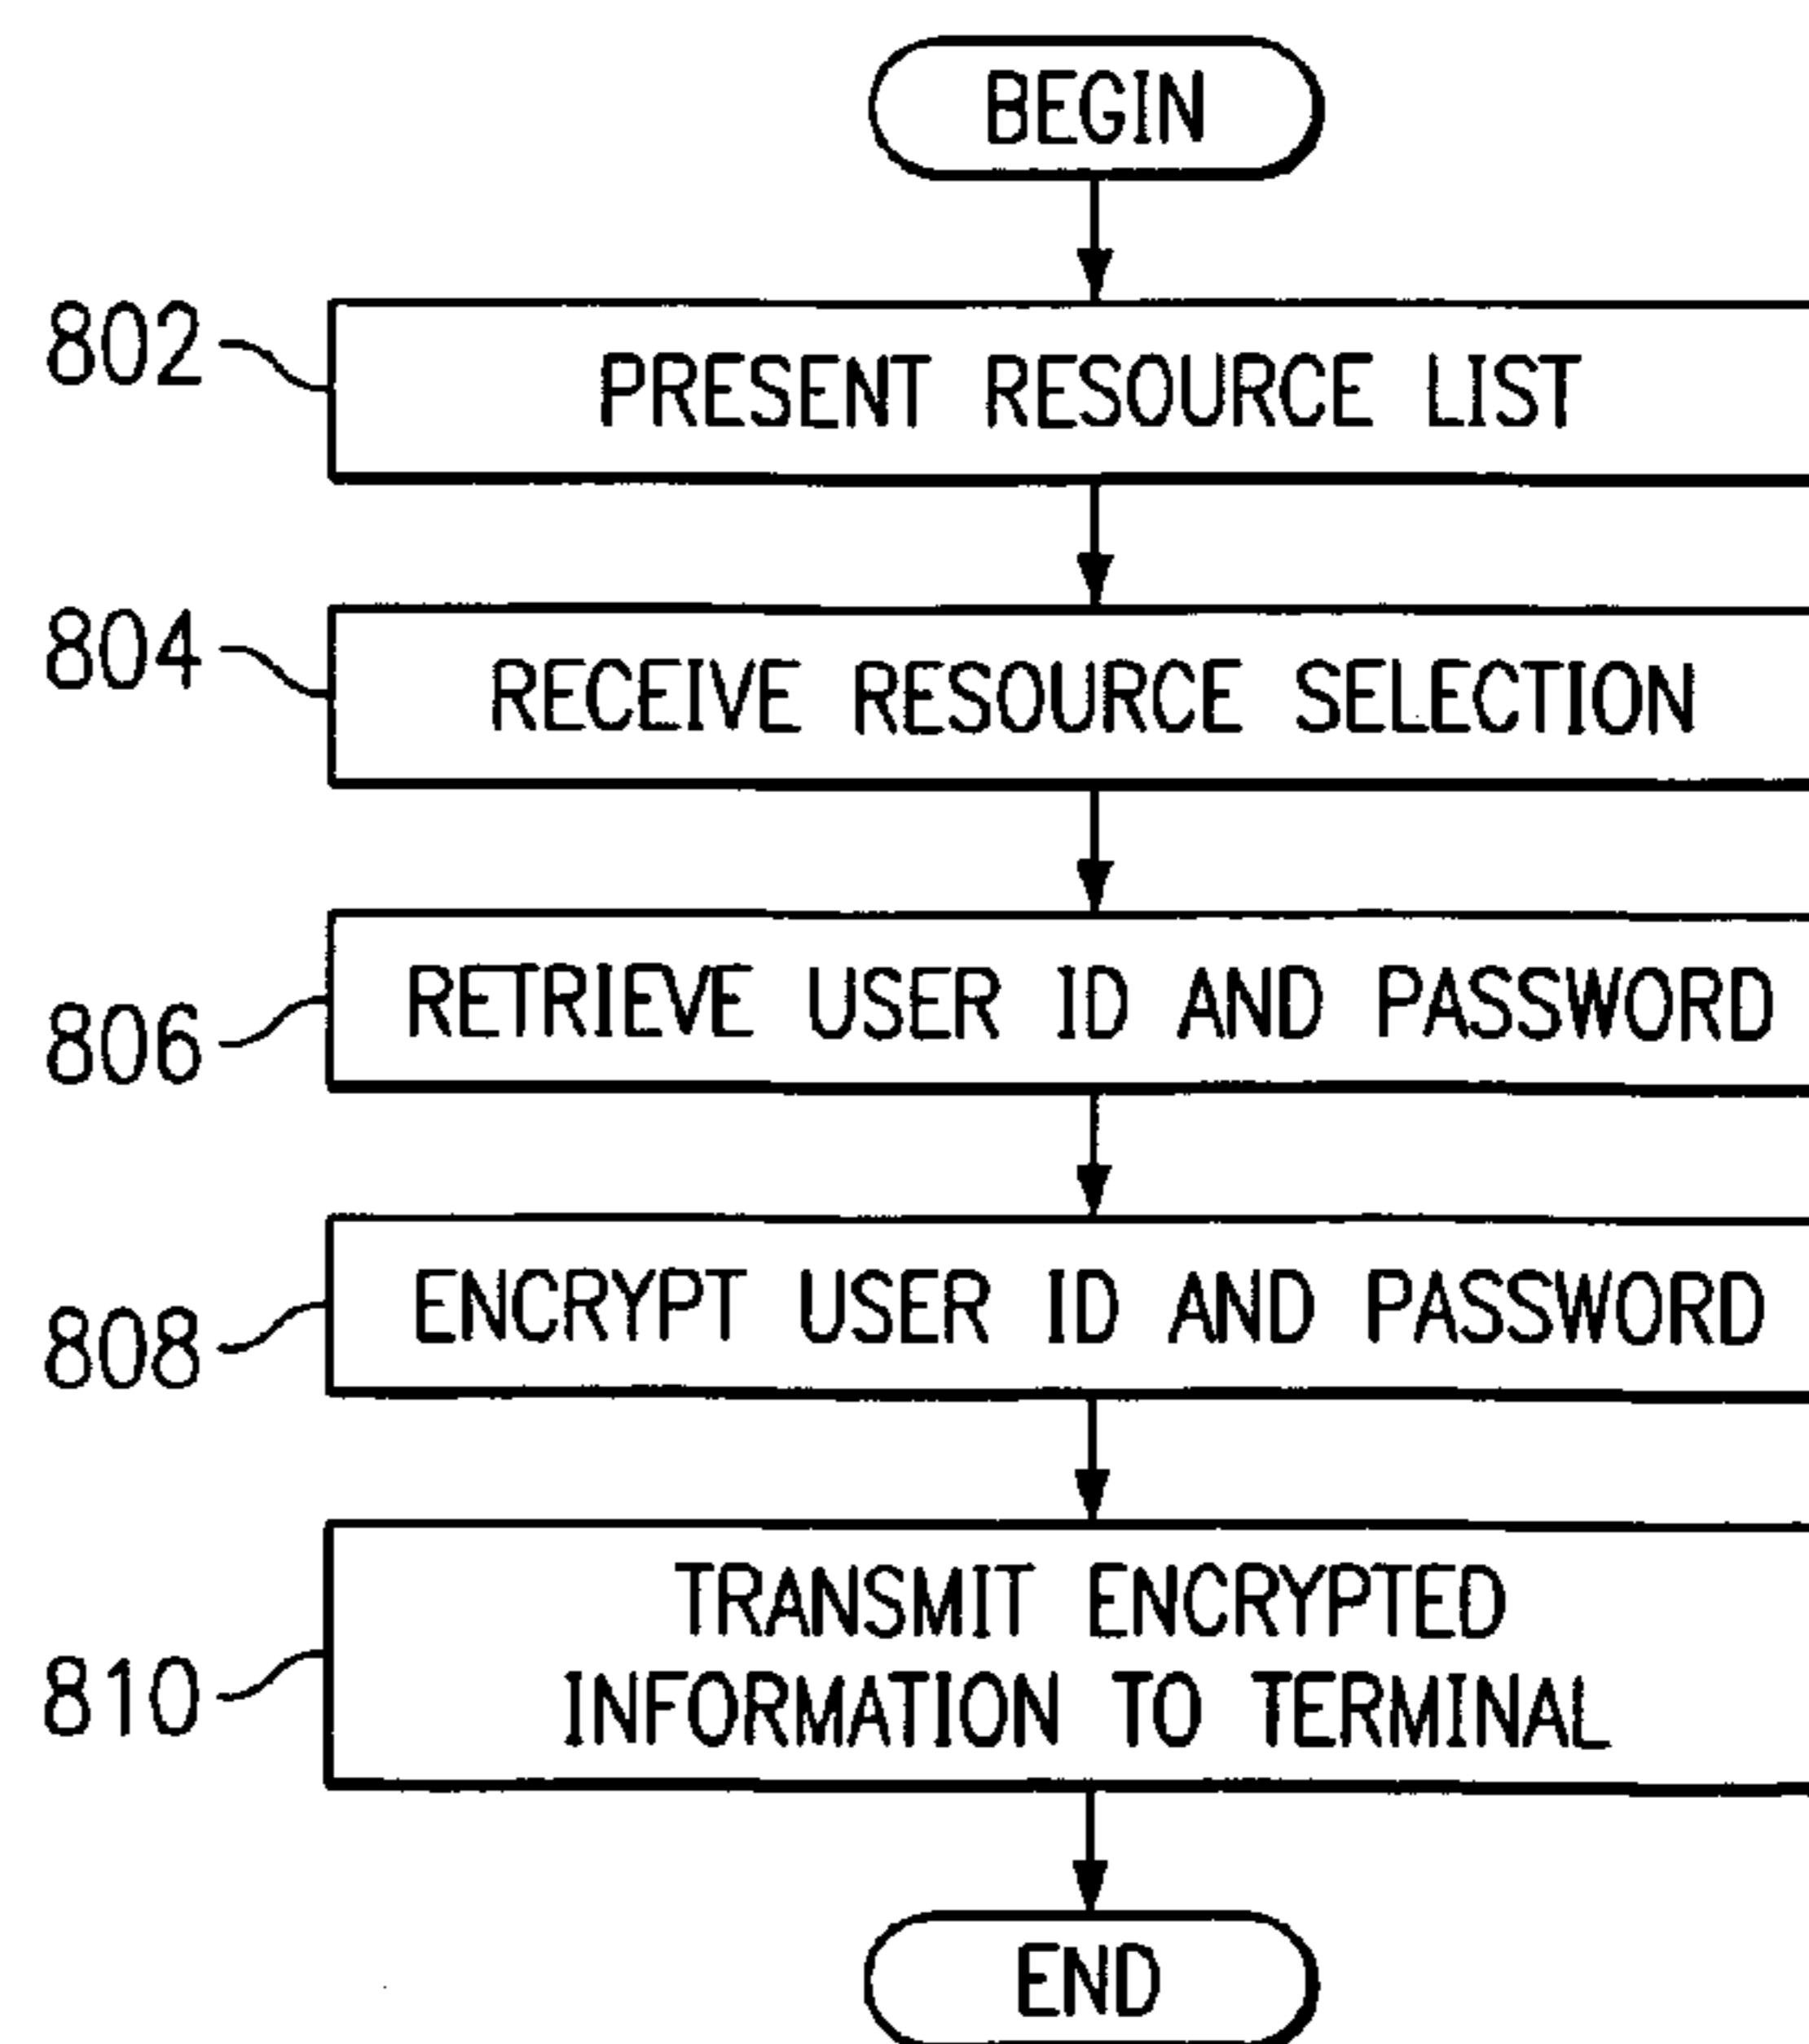 BEGIN
802
PRESENT RESOURCE LIST
804
RECEIVE RESOURCE SELECTION
806
RETRIEVE USER ID AND PASSWORD
808
ENCRYPT USER ID AND PASSWORD
810
TRANSMIT ENCRYPTED
INFORMATION TO TERMINAL
END